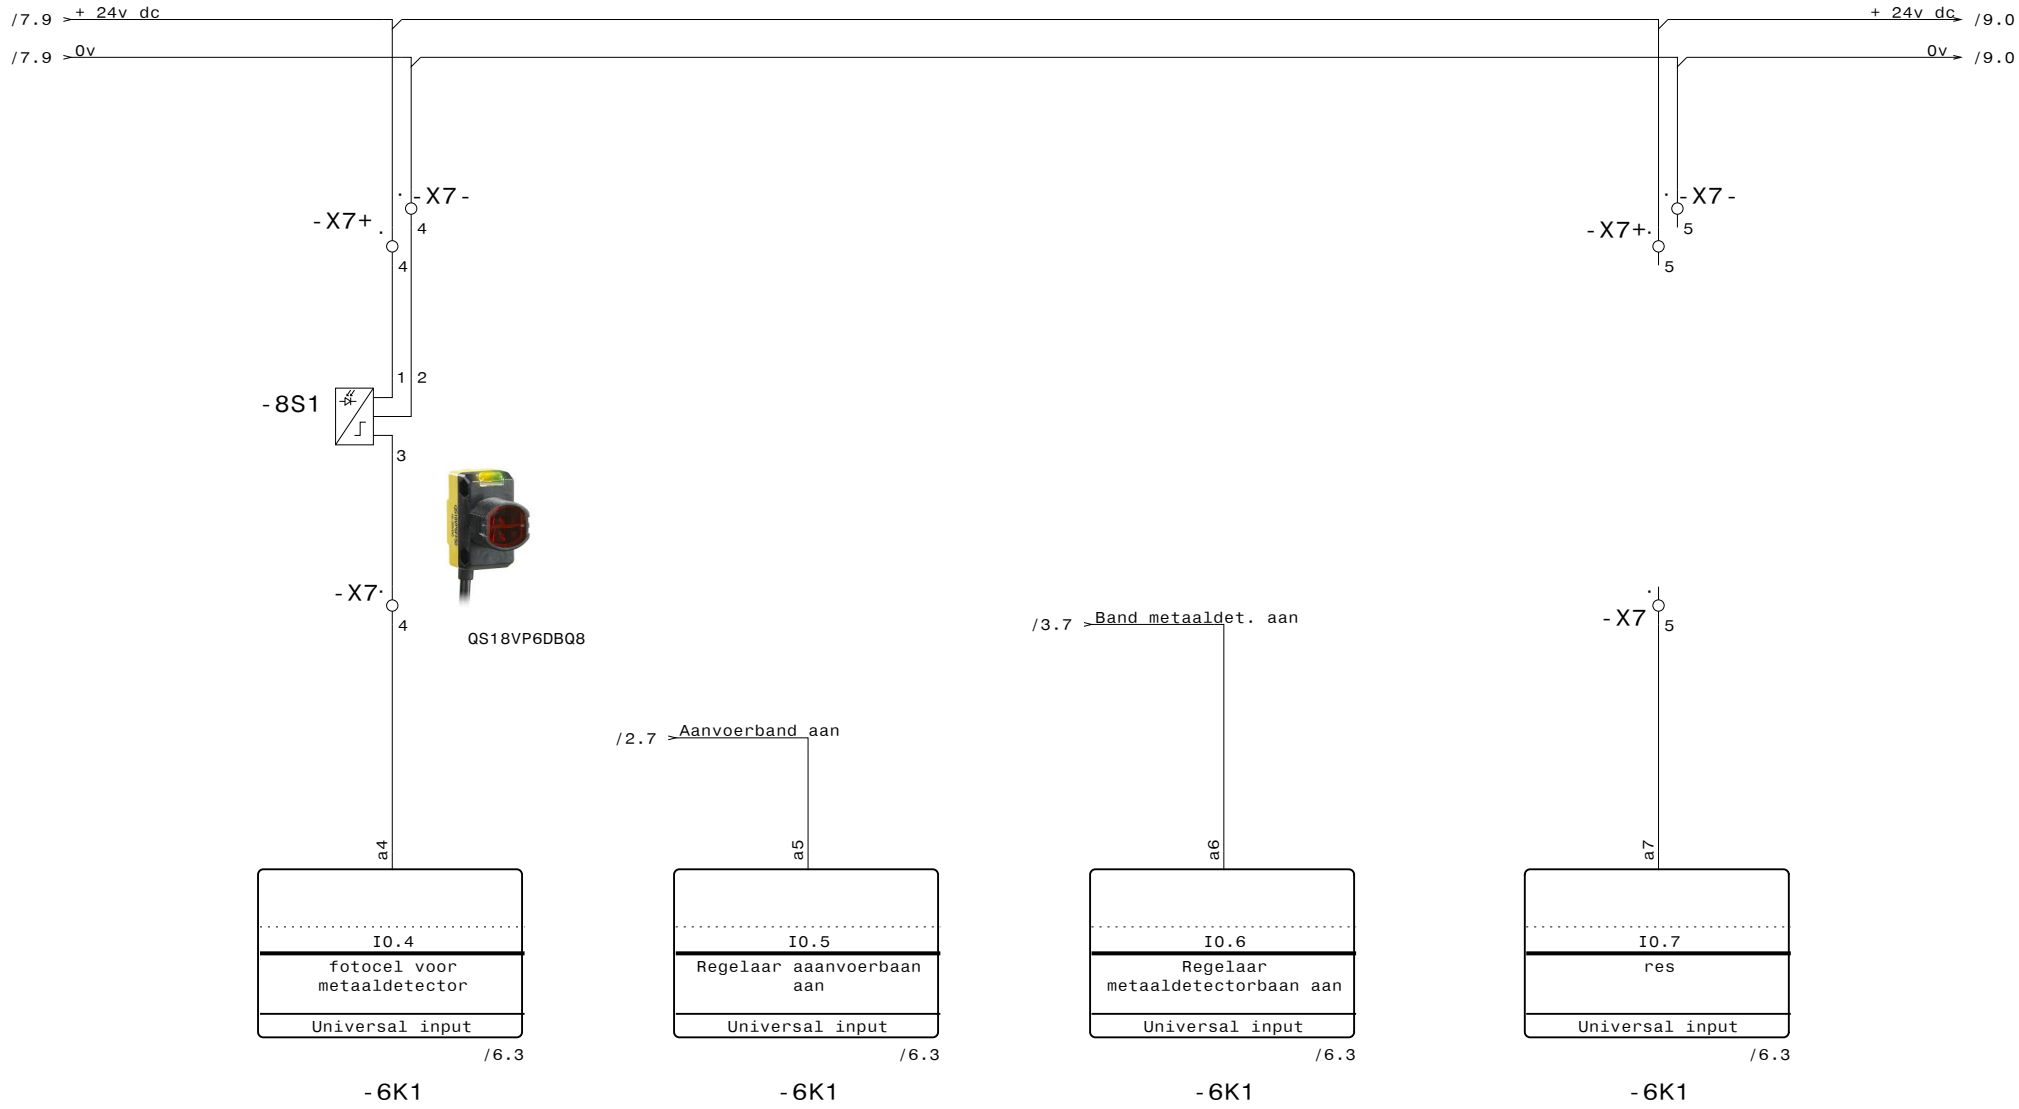 /7.9 + 24v dc + 24v dc /9.0
/7.9 0v 0v /9.0
-X7- -X7-
-X7+ 4 -X7+ 5
4 5
1 2
-8S1
3
-X7
4
QS18VP6DBQ8
/3.7 Band metaaldet. aan
-X7 5
/2.7 Aanvoerband aan
a4 a5 a6 a7
I0.4 I0.5 I0.6 I0.7
fotocel voor
metaaldetector
Regelaar aaanvoerbaan
aan
Regelaar
metaaldetectorbaan aan
res
Universal input Universal input Universal input Universal input
/6.3 /6.3 /6.3 /6.3
-6K1 -6K1 -6K1 -6K1